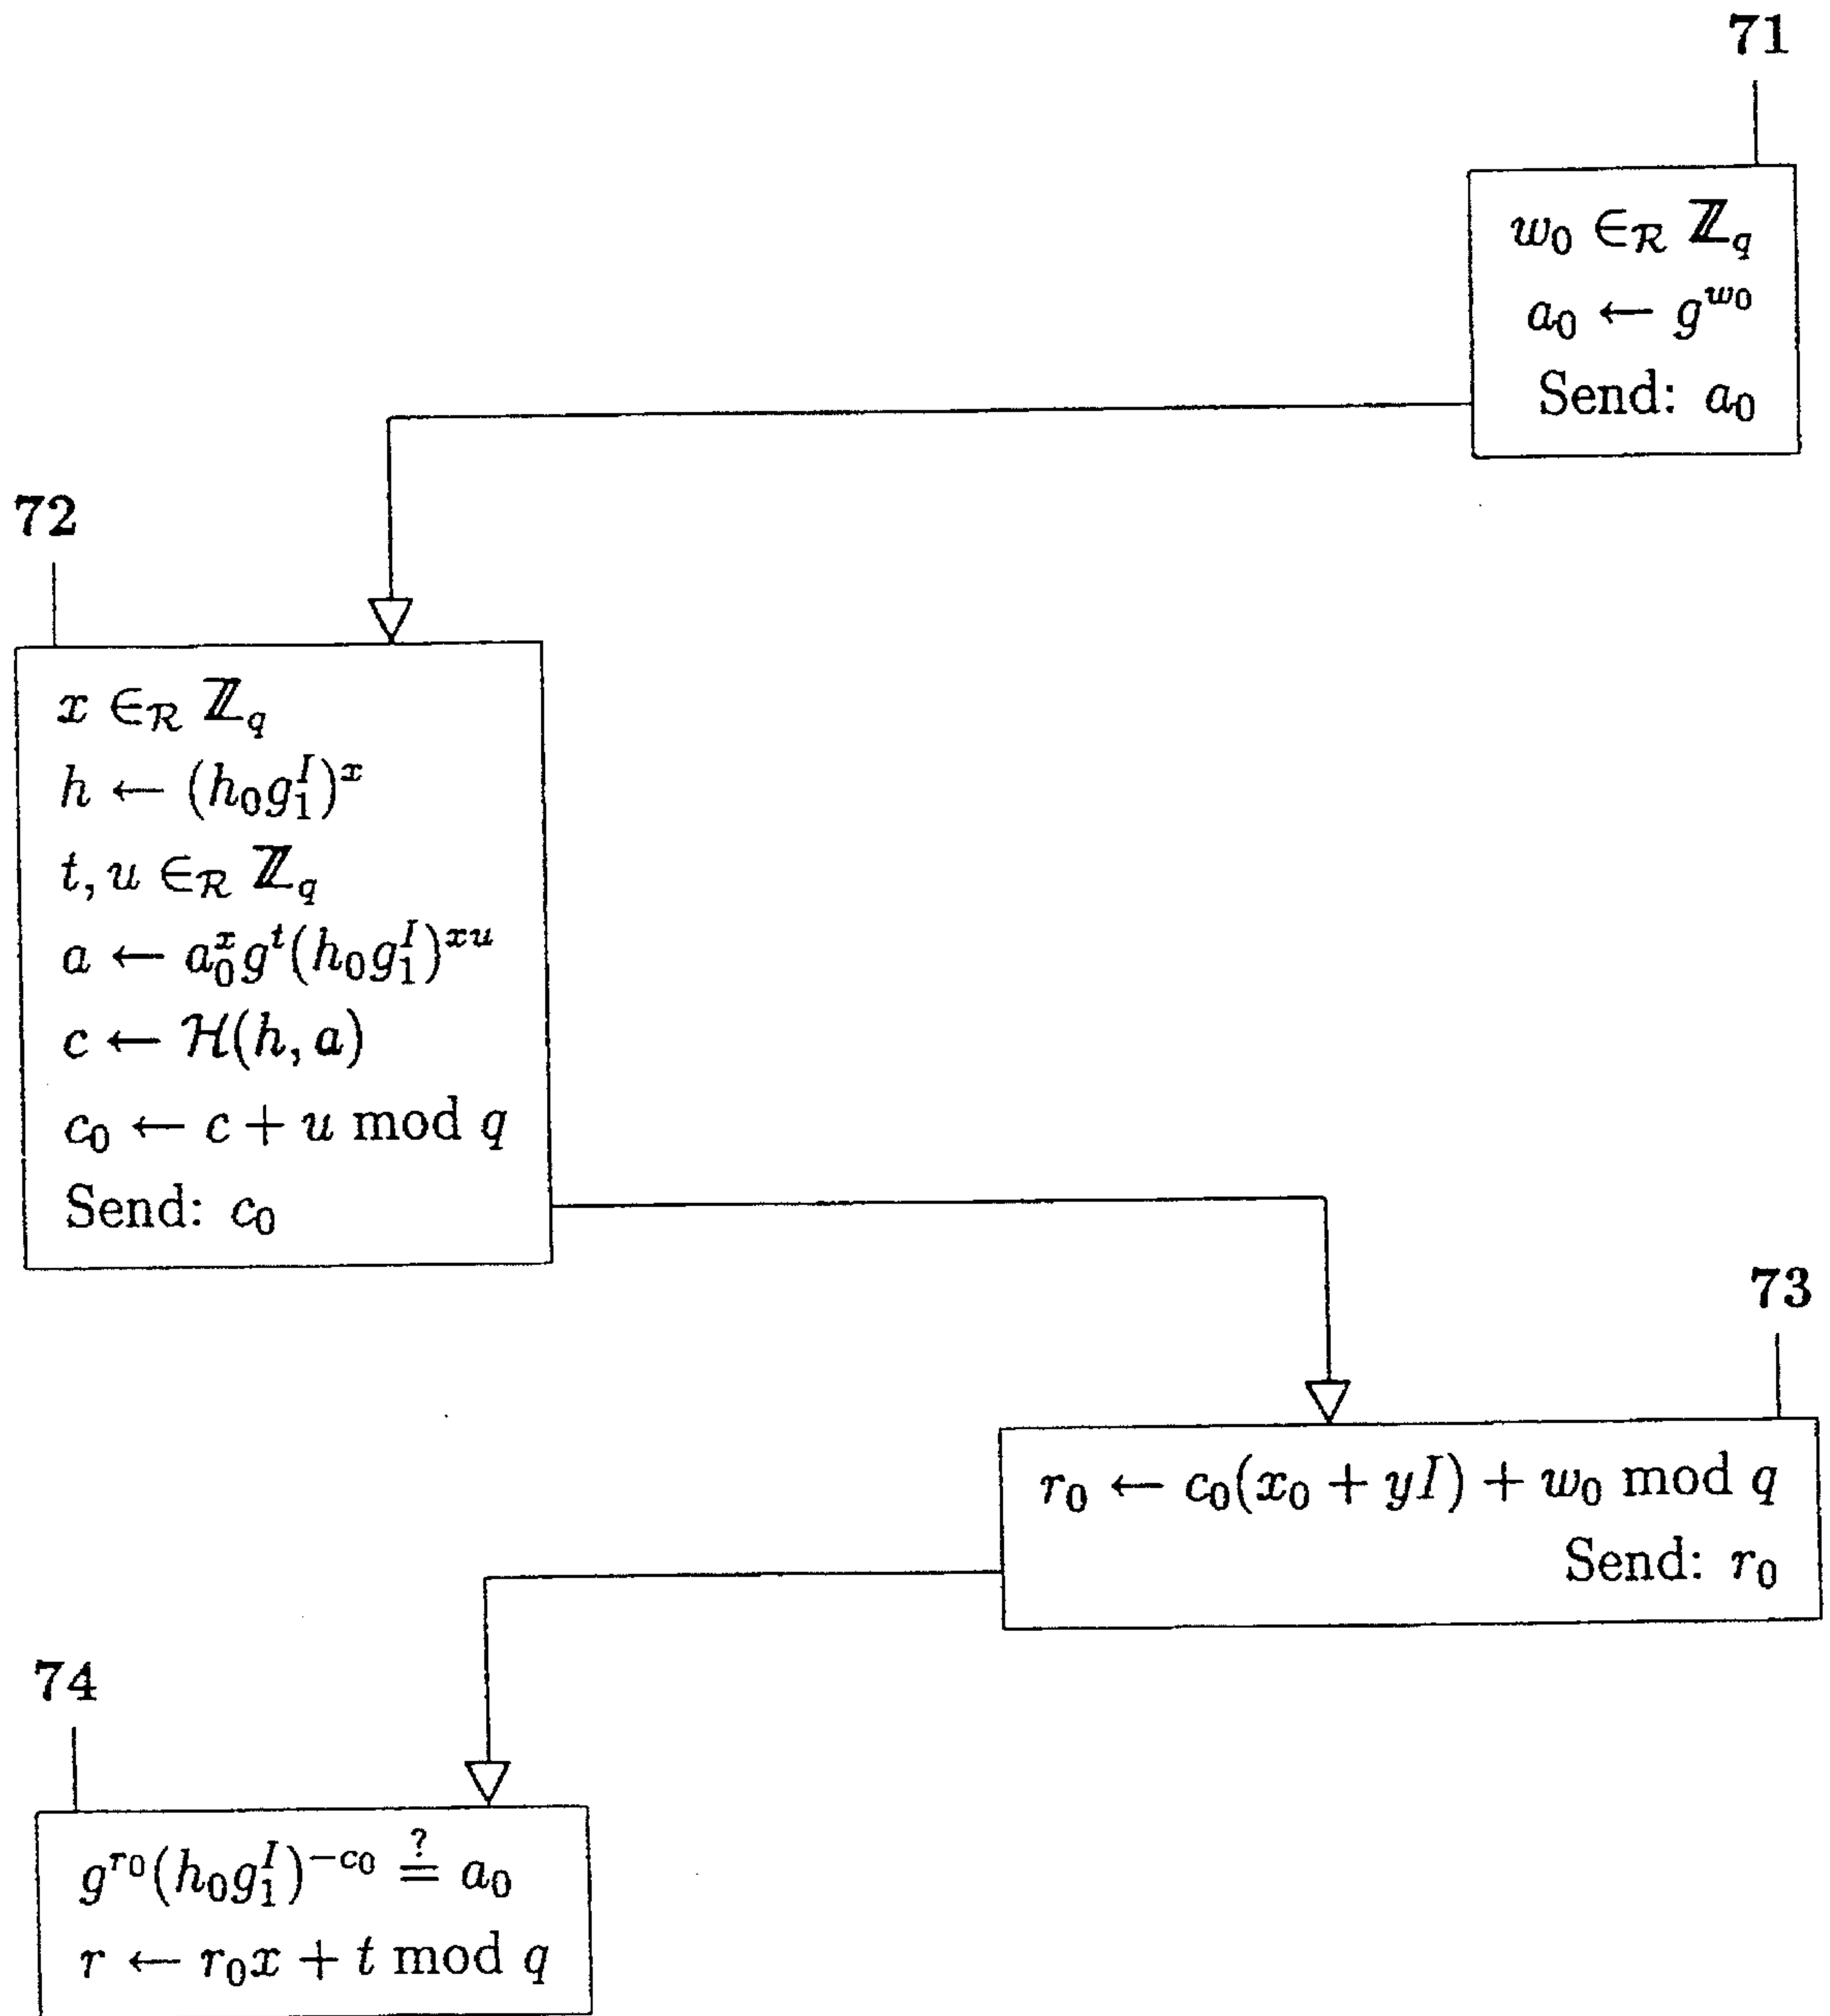 71
w₀ ∈_ℛ ℤ_q
a₀ ← g^{w₀}
Send: a₀
72
x ∈_ℛ ℤ_q
h ← (h₀g₁^I)^x
t, u ∈_ℛ ℤ_q
a ← a₀^x g^t (h₀g₁^I)^{xu}
c ← ℋ(h, a)
c₀ ← c + u mod q
Send: c₀
73
r₀ ← c₀(x₀ + yI) + w₀ mod q
Send: r₀
74
g^{r₀}(h₀g₁^I)^{-c₀} ≟ a₀
r ← r₀x + t mod q